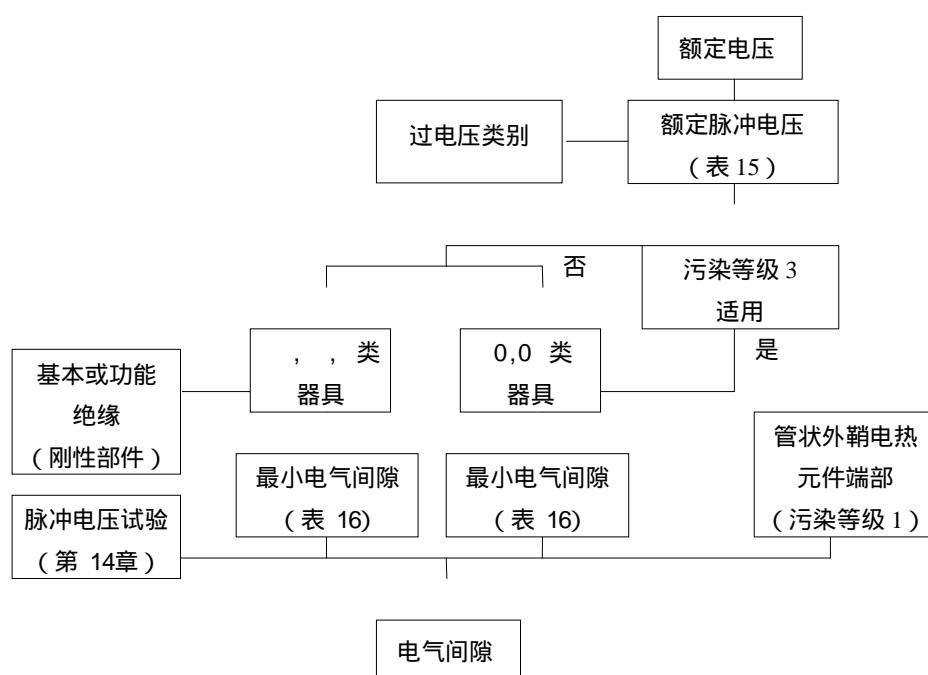 额定电压
过电压类别
额定脉冲电压
（表 15）
否
污染等级 3
适用
是
基本或功能
绝缘
（刚性部件）
, , 类
器具
0,0 类
器具
管状外鞘电热
元件端部
（污染等级 1）
最小电气间隙
（表 16)
最小电气间隙
（表 16)
脉冲电压试验
（第 14章）
电气间隙